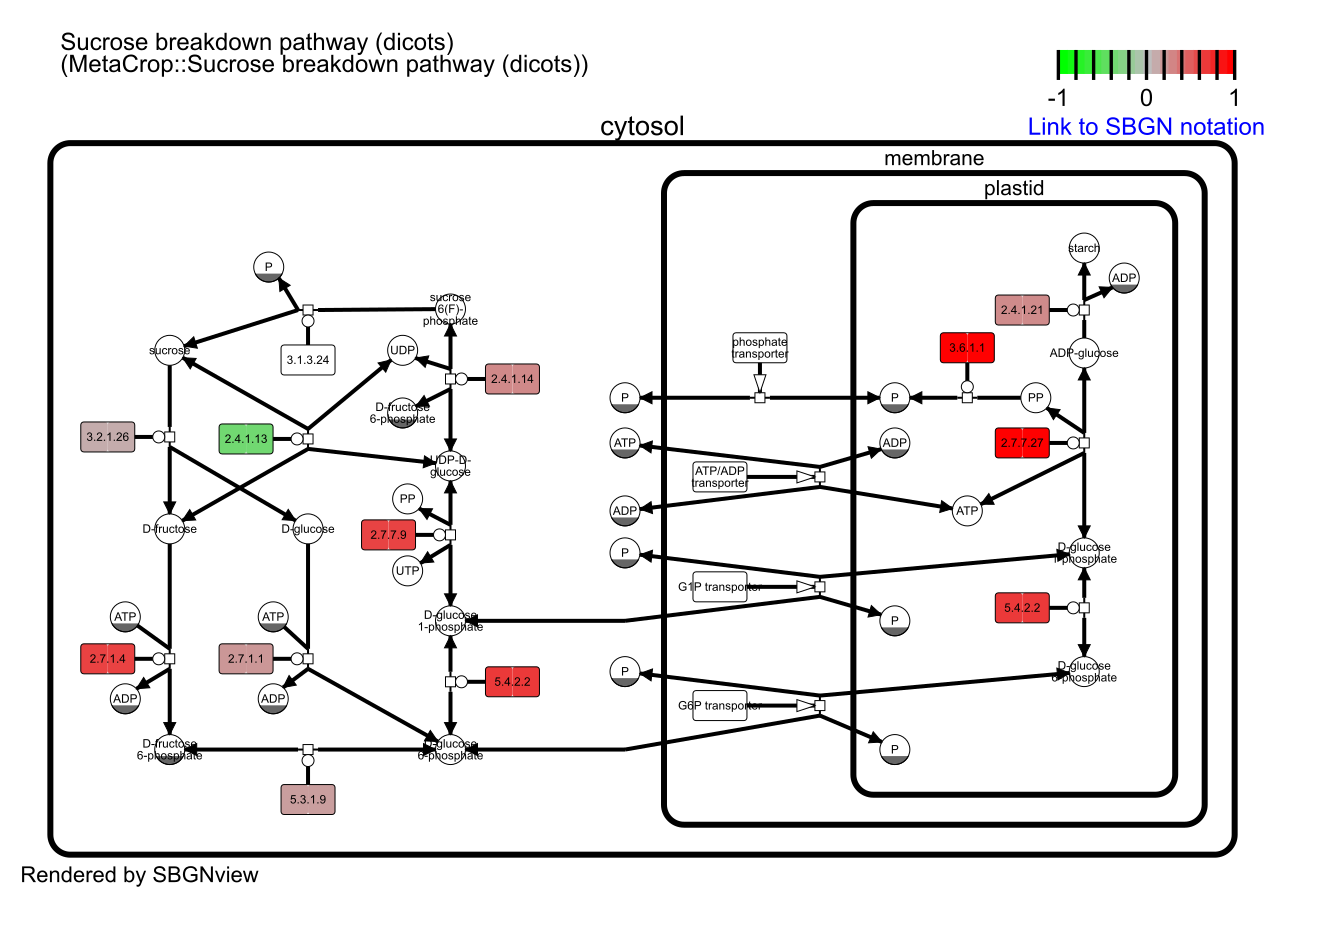 Sucrose breakdown pathway (dicots)
(MetaCrop::Sucrose breakdown pathway (dicots))
-1
0
1
Link to SBGN notation
cytosol
membrane
plastid
starch
P
ADP
sucrose
6(F)-
phosphate
2.4.1.21
3.1.3.24
phosphate
transporter
3.6.1.1
sucrose
UDP
ADP-glucose
2.4.1.14
P
P
PP
D-fructose
6-phosphate
3.2.1.26
2.4.1.13
ATP
ADP
2.7.7.27
UDP-D-
glucose
ATP/ADP
transporter
PP
ADP
ATP
D-fructose
D-glucose
2.7.7.9
P
D-glucose
1-phosphate
UTP
G1P transporter
ATP
ATP
D-glucose
1-phosphate
P
5.4.2.2
2.7.1.4
2.7.1.1
5.4.2.2
P
D-glucose
6-phosphate
ADP
ADP
G6P transporter
D-fructose
6-phosphate
D-glucose
6-phosphate
P
5.3.1.9
Rendered by SBGNview